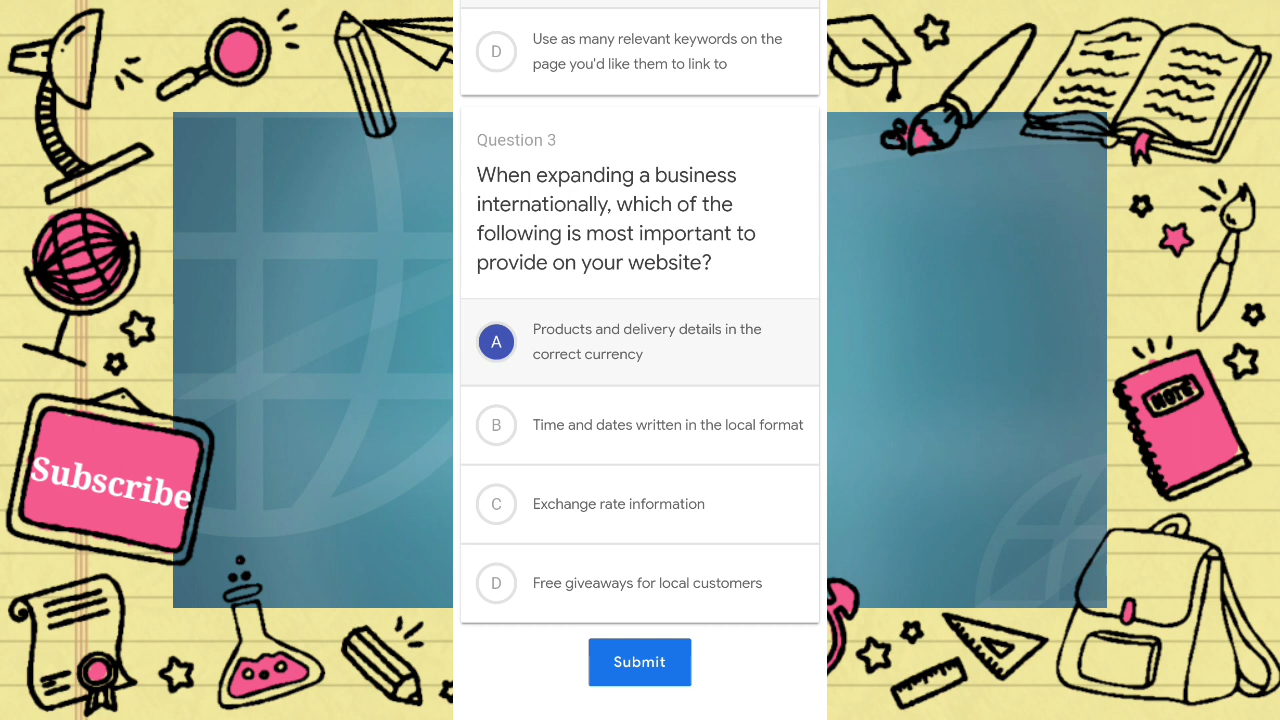 D
Use as many relevant keywords on the
page you'd like them to link to
Question 3
When expanding a business
internationally, which of the
following is most important to
provide on your website?
A
Products and delivery details in the
correct currency
B
Time and dates written in the local format
C
Exchange rate information
D
Free giveaways for local customers
Submit
Subscribe
NOTE